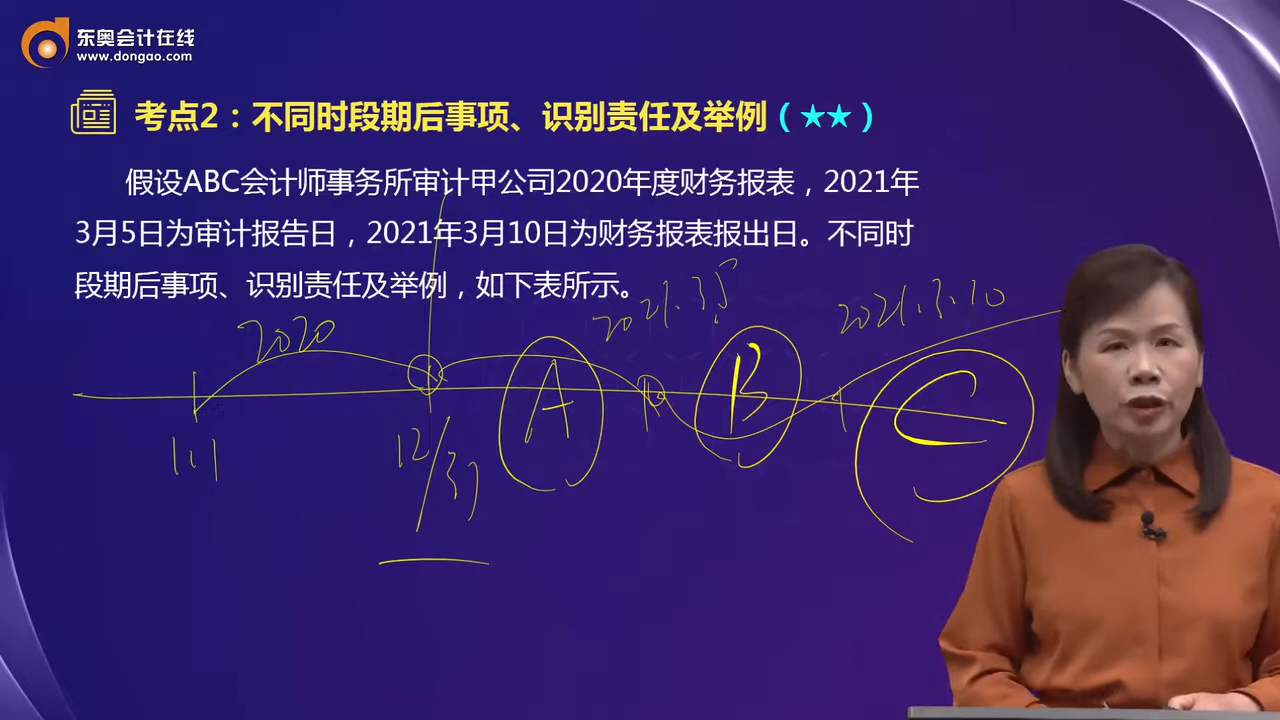 东奥会计在线
www.dongao.com
考点2：不同时段期后事项、识别责任及举例（★★）
假设ABC会计师事务所审计甲公司2020年度财务报表，2021年
3月5日为审计报告日，2021年3月10日为财务报表报出日。不同时
段期后事项、识别责任及举例，如下表所示。
2020
2021.3.5
2021.3.10
A
B
C
1.1
12/31